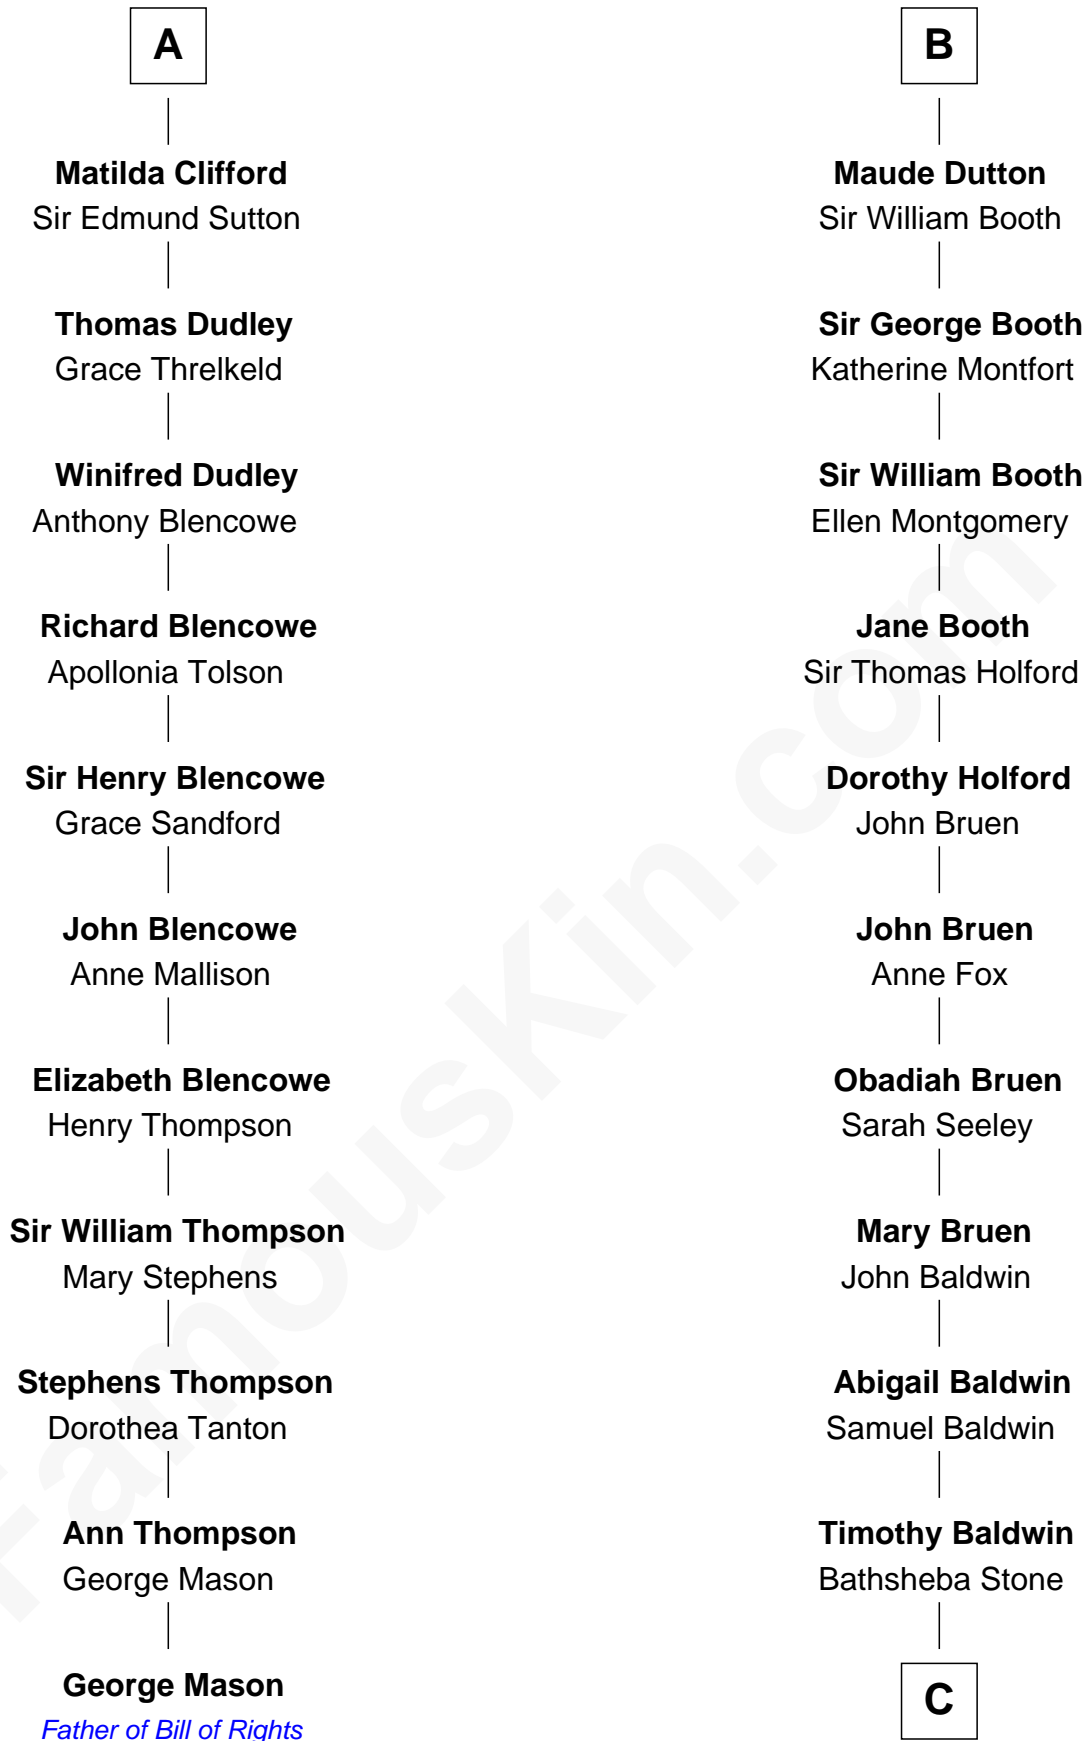 A
Matilda Clifford
Sir Edmund Sutton
Thomas Dudley
Grace Threlkeld
Winifred Dudley
Anthony Blencowe
Richard Blencowe
Apollonia Tolson
Sir Henry Blencowe
Grace Sandford
John Blencowe
Anne Mallison
Elizabeth Blencowe
Henry Thompson
Sir William Thompson
Mary Stephens
Stephens Thompson
Dorothea Tanton
Ann Thompson
George Mason
George Mason
Father of Bill of Rights
B
Maude Dutton
Sir William Booth
Sir George Booth
Katherine Montfort
Sir William Booth
Ellen Montgomery
Jane Booth
Sir Thomas Holford
Dorothy Holford
John Bruen
John Bruen
Anne Fox
Obadiah Bruen
Sarah Seeley
Mary Bruen
John Baldwin
Abigail Baldwin
Samuel Baldwin
Timothy Baldwin
Bathsheba Stone
C
FamousKin.com